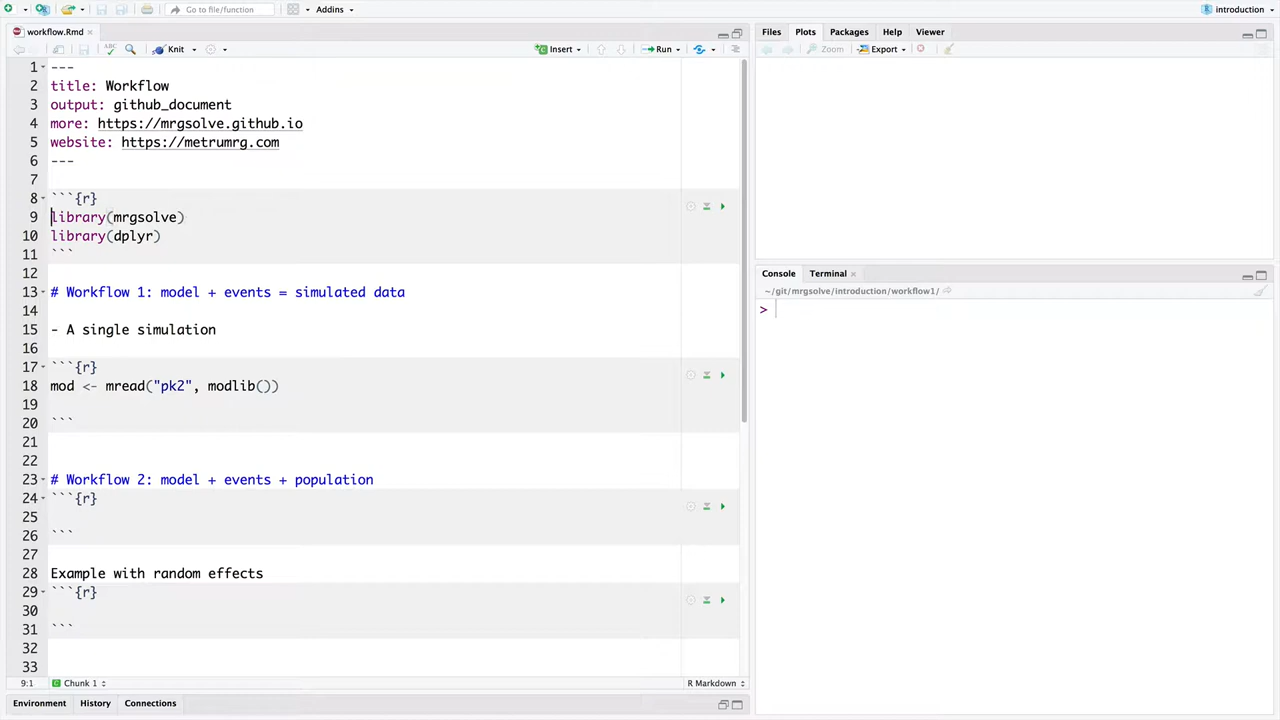 Go to file/function
Addins
introduction
workflow.Rmd
Knit
Insert
Run
1 ---
2 title: Workflow
3 output: github_document
4 more: https://mrgsolve.github.io
5 website: https://metrumrg.com
6 ---
7
8 ```{r}
9 library(mrgsolve)
10 library(dplyr)
11 ```
12
13 # Workflow 1: model + events = simulated data
14
15 - A single simulation
16
17 ```{r}
18 mod <- mread("pk2", modlib())
19
20 ```
21
22
23 # Workflow 2: model + events + population
24 ```{r}
25
26 ```
27
28 Example with random effects
29 ```{r}
30
31 ```
32
33
9:1 Chunk 1 R Markdown
Environment History Connections
Files Plots Packages Help Viewer
Zoom Export
Console Terminal
~/git/mrgsolve/introduction/workflow1/
>